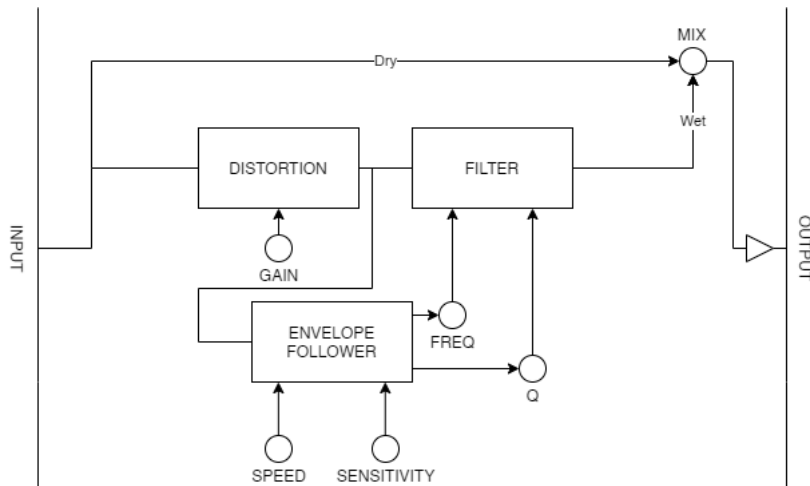 MIX
Dry
Wet
DISTORTION
FILTER
INPUT
OUTPUT
GAIN
ENVELOPE
FOLLOWER
FREQ
Q
SPEED
SENSITIVITY